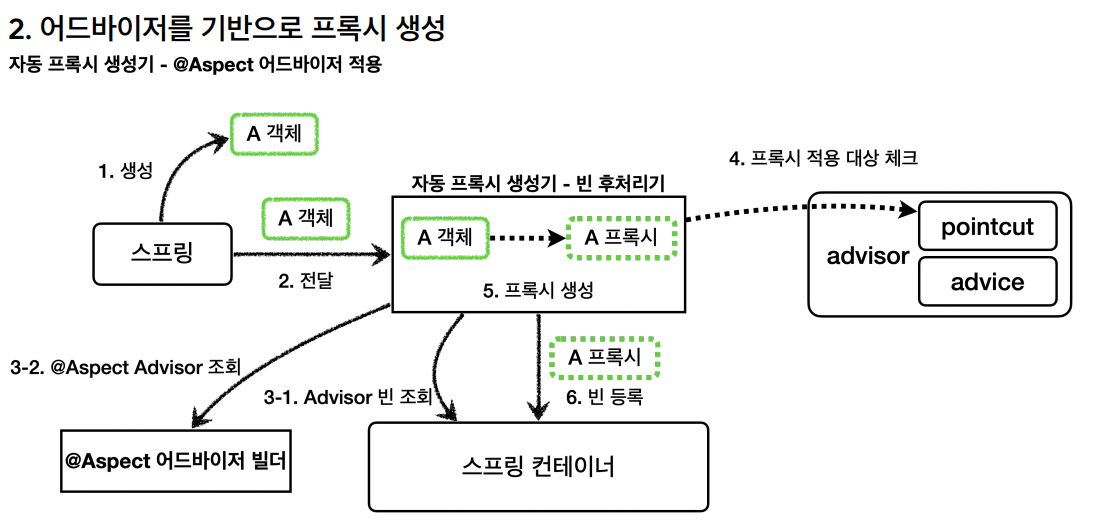 2. 어드바이저를 기반으로 프록시 생성
자동 프록시 생성기 - @Aspect 어드바이저 적용
A 객체
1. 생성
4. 프록시 적용 대상 체크
자동 프록시 생성기 - 빈 후처리기
A 객체
스프링
2. 전달
A 객체
A 프록시
5. 프록시 생성
advisor
pointcut
advice
3-2. @Aspect Advisor 조회
3-1. Advisor 빈 조회
A 프록시
6. 빈 등록
@Aspect 어드바이저 빌더
스프링 컨테이너